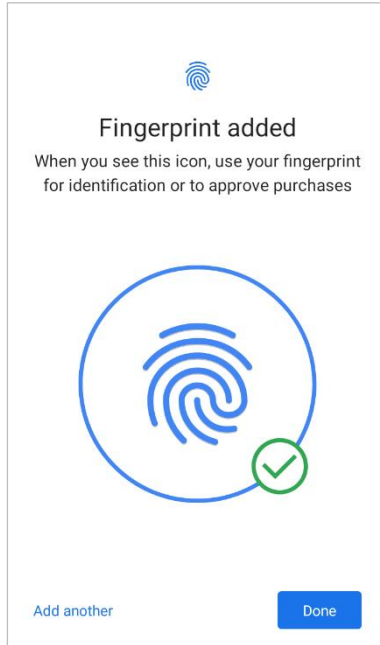 Fingerprint added
When you see this icon, use your fingerprint
for identification or to approve purchases
Add another
Done